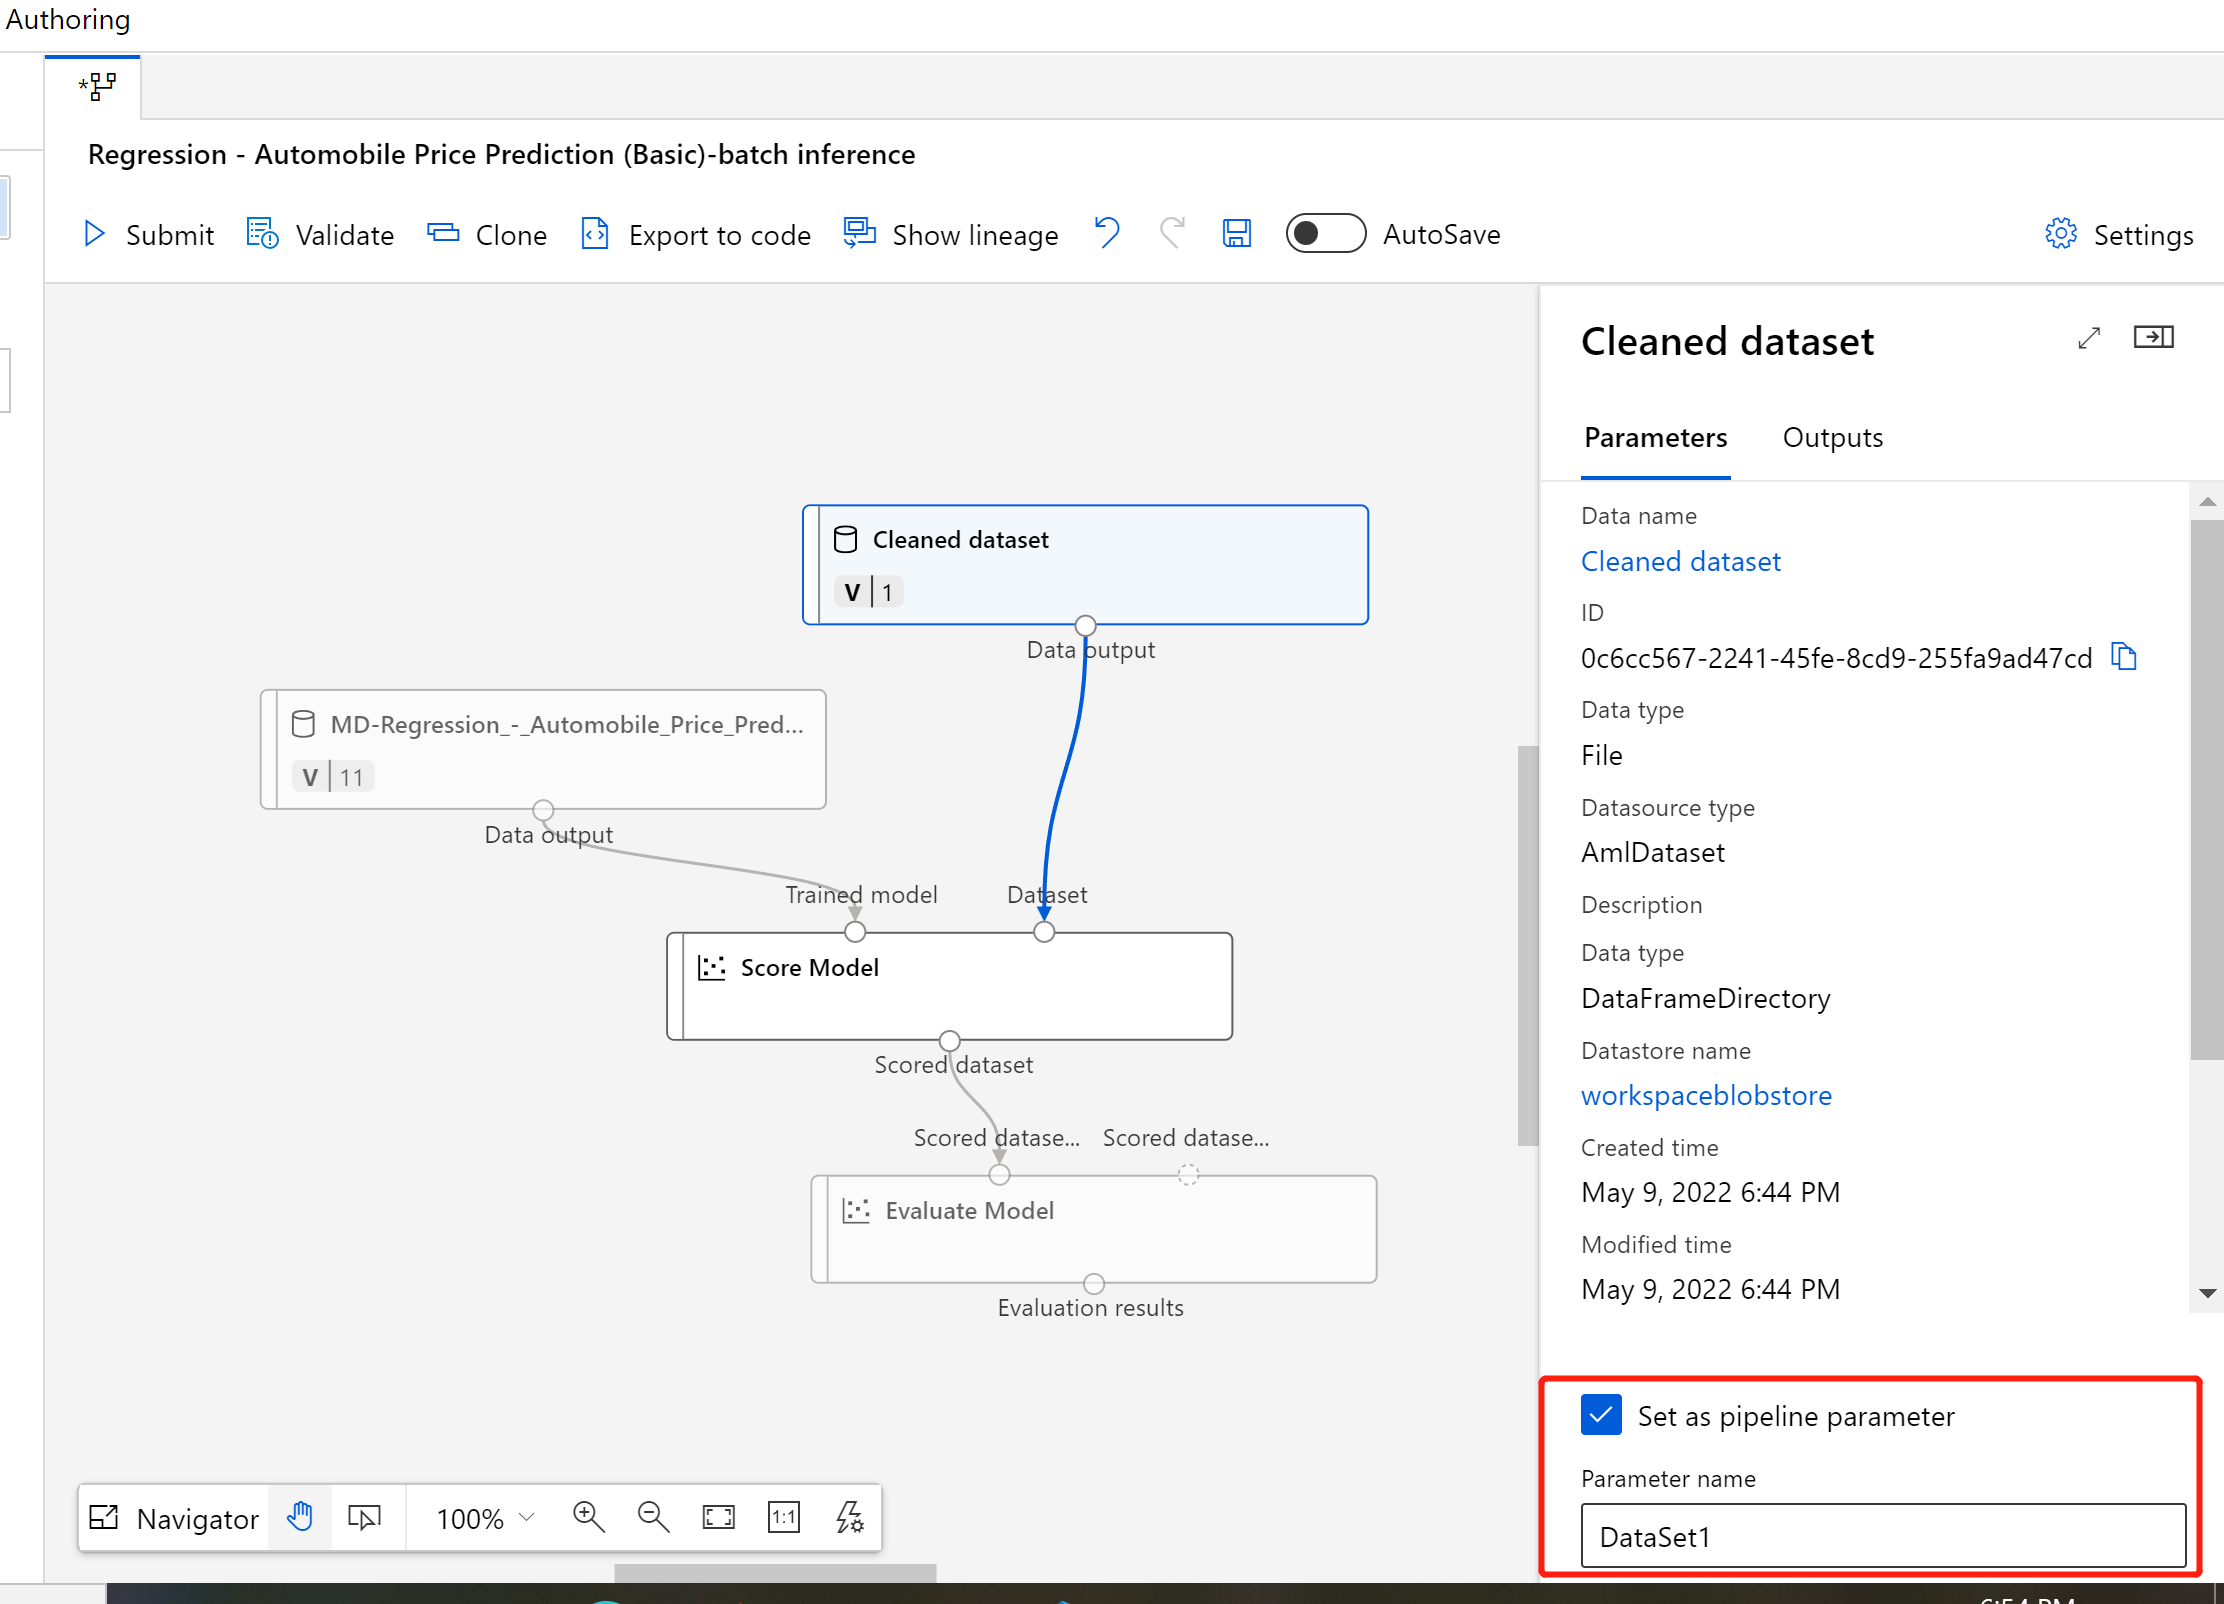 Authoring
Regression - Automobile Price Prediction (Basic)-batch inference
Submit
Validate
Clone
Export to code
Show lineage
AutoSave
Settings
Cleaned dataset
V 1
Data output
MD-Regression_-_Automobile_Price_Pred...
V 11
Data output
Trained model
Dataset
Score Model
Scored dataset
Scored datase...
Scored datase...
Evaluate Model
Evaluation results
Navigator
100%
1:1
Cleaned dataset
Parameters
Outputs
Data name
Cleaned dataset
ID
0c6cc567-2241-45fe-8cd9-255fa9ad47cd
Data type
File
Datasource type
AmlDataset
Description
Data type
DataFrameDirectory
Datastore name
workspaceblobstore
Created time
May 9, 2022 6:44 PM
Modified time
May 9, 2022 6:44 PM
Set as pipeline parameter
Parameter name
DataSet1